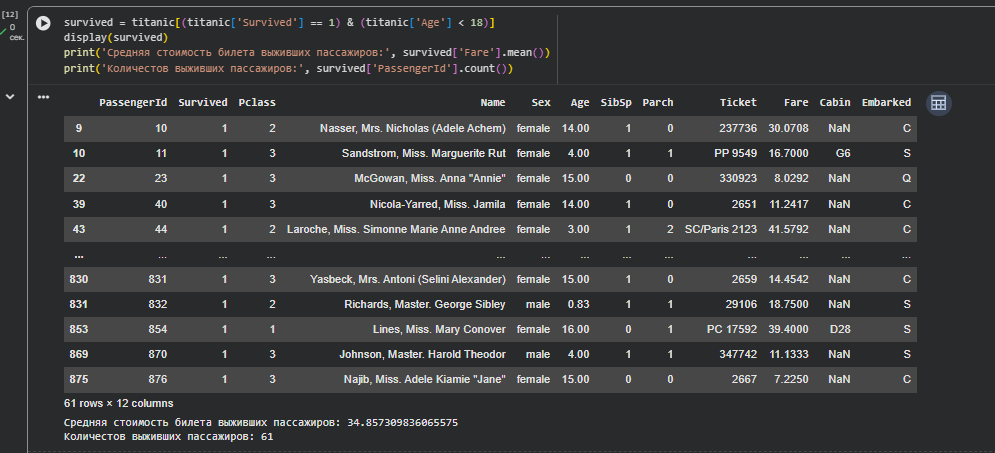 [12]
0
сек.
survived = titanic[(titanic['Survived'] == 1) & (titanic['Age'] < 18)]
display(survived)
print('Средняя стоимость билета выживших пассажиров:', survived['Fare'].mean())
print('Количестов выживших пассажиров:', survived['PassengerId'].count())
PassengerId Survived Pclass Name Sex Age SibSp Parch Ticket Fare Cabin Embarked
9 10 1 2 Nasser, Mrs. Nicholas (Adele Achem) female 14.00 1 0 237736 30.0708 NaN C
10 11 1 3 Sandstrom, Miss. Marguerite Rut female 4.00 1 1 PP 9549 16.7000 G6 S
22 23 1 3 McGowan, Miss. Anna "Annie" female 15.00 0 0 330923 8.0292 NaN Q
39 40 1 3 Nicola-Yarred, Miss. Jamila female 14.00 1 0 2651 11.2417 NaN C
43 44 1 2 Laroche, Miss. Simonne Marie Anne Andree female 3.00 1 2 SC/Paris 2123 41.5792 NaN C
... ... ... ... ... ... ... ... ... ... ... ... ...
830 831 1 3 Yasbeck, Mrs. Antoni (Selini Alexander) female 15.00 1 0 2659 14.4542 NaN C
831 832 1 2 Richards, Master. George Sibley male 0.83 1 1 29106 18.7500 NaN S
853 854 1 1 Lines, Miss. Mary Conover female 16.00 0 1 PC 17592 39.4000 D28 S
869 870 1 3 Johnson, Master. Harold Theodor male 4.00 1 1 347742 11.1333 NaN S
875 876 1 3 Najib, Miss. Adele Kiamie "Jane" female 15.00 0 0 2667 7.2250 NaN C
61 rows × 12 columns
Средняя стоимость билета выживших пассажиров: 34.857309836065575
Количестов выживших пассажиров: 61